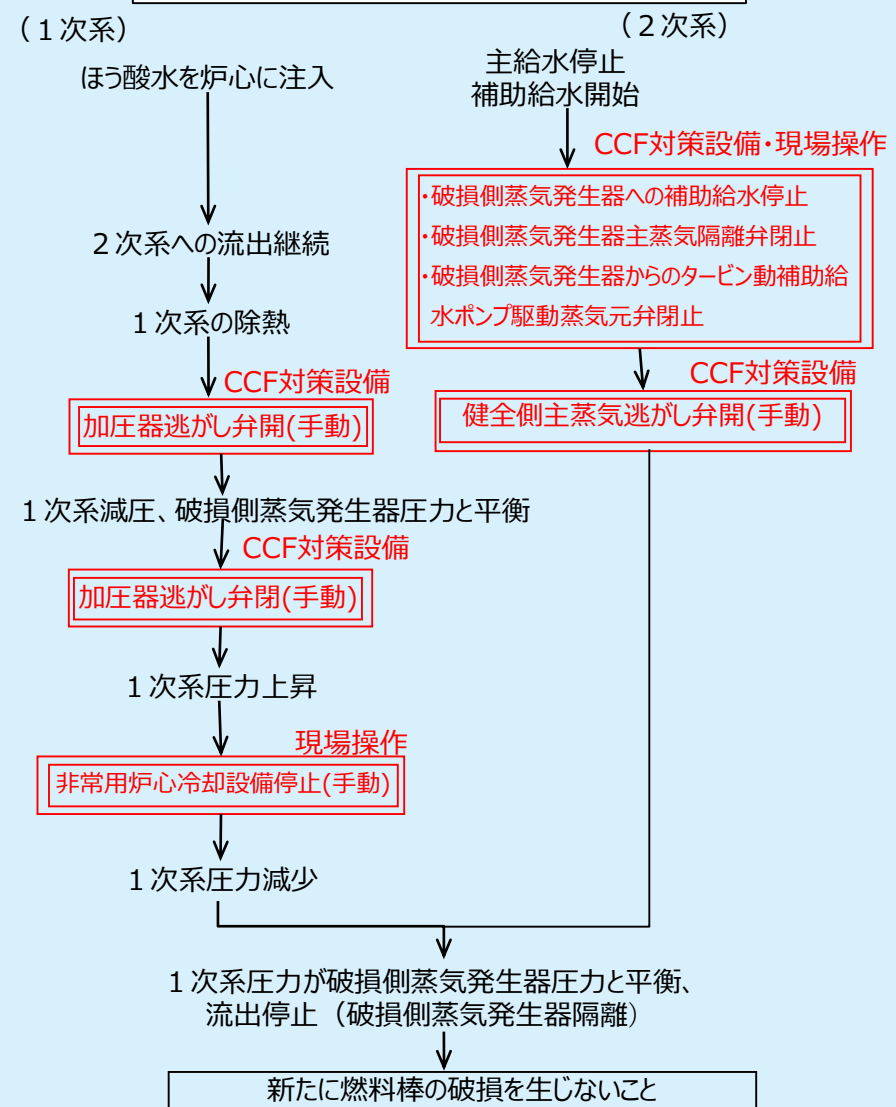 （１次系）
（２次系）
ほう酸水を炉心に注入
主給水停止
補助給水開始
CCF対策設備・現場操作
・破損側蒸気発生器への補助給水停止
・破損側蒸気発生器主蒸気隔離弁閉止
・破損側蒸気発生器からのタービン動補助給
水ポンプ駆動蒸気元弁閉止
２次系への流出継続
１次系の除熱
CCF対策設備
加圧器逃がし弁開(手動)
CCF対策設備
健全側主蒸気逃がし弁開(手動)
１次系減圧、破損側蒸気発生器圧力と平衡
CCF対策設備
加圧器逃がし弁閉(手動)
１次系圧力上昇
現場操作
非常用炉心冷却設備停止(手動)
１次系圧力減少
１次系圧力が破損側蒸気発生器圧力と平衡、
流出停止（破損側蒸気発生器隔離）
新たに燃料棒の破損を生じないこと